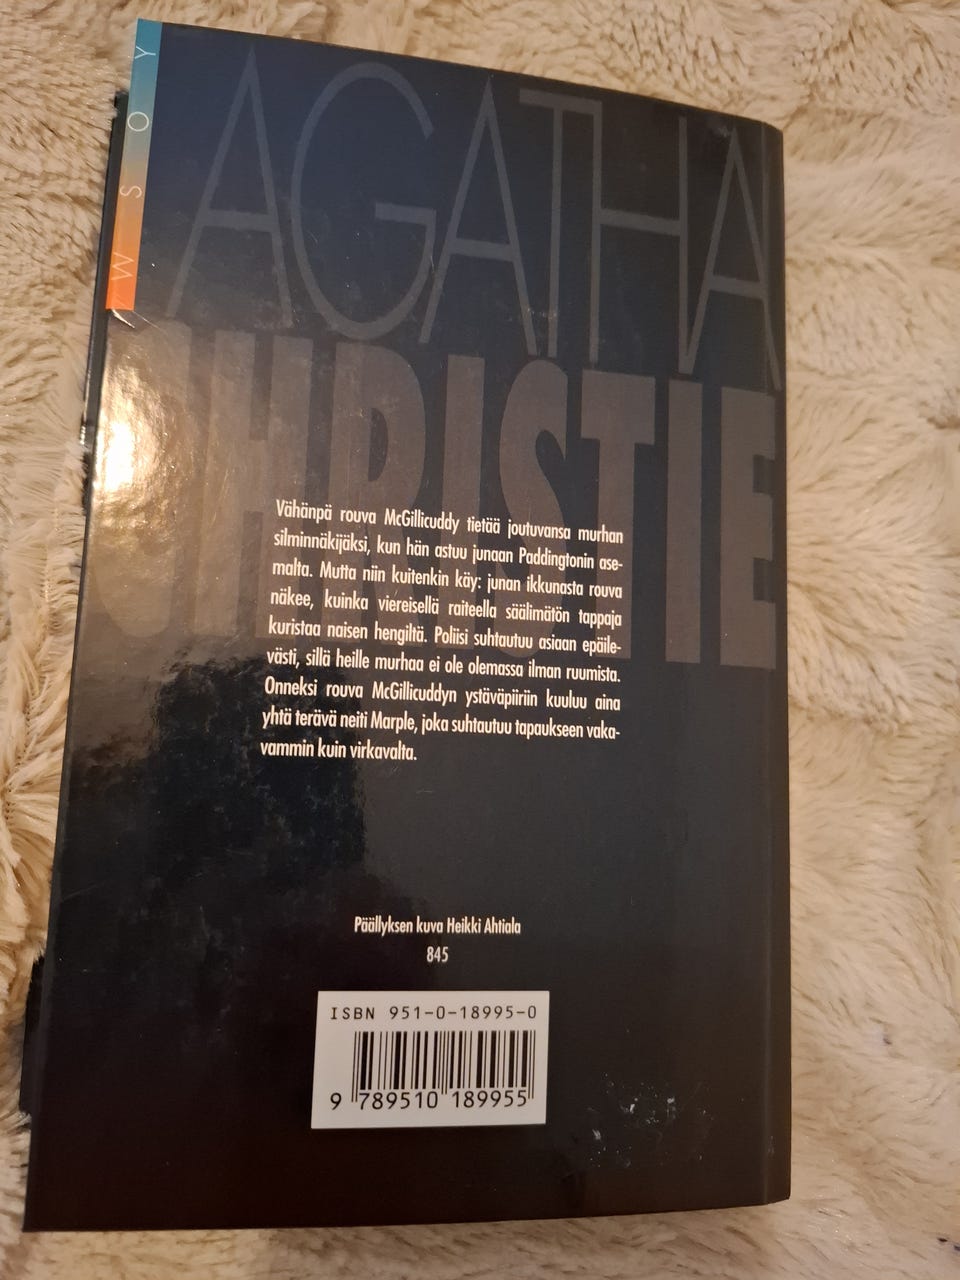 WSOY
AGATHA
CHRISTIE
Vähänpä rouva McGillicuddy tietää joutuvansa murhan
silminnäkijäksi, kun hän astuu junaan Paddingtonin ase-
malta. Mutta niin kuitenkin käy: junan ikkunasta rouva
näkee, kuinka viereisellä raiteella säälimätön tappaja
kuristaa naisen hengiltä. Poliisi suhtautuu asiaan epäile-
västi, sillä heille murhaa ei ole olemassa ilman ruumista.
Onneksi rouva McGillicuddyn ystäväpiiriin kuuluu aina
yhtä terävä neiti Marple, joka suhtautuu tapaukseen vaka-
vammin kuin virkavalta.
Päällyksen kuva Heikki Ahtiala
845
ISBN 951-0-18995-0
9 789510 189955